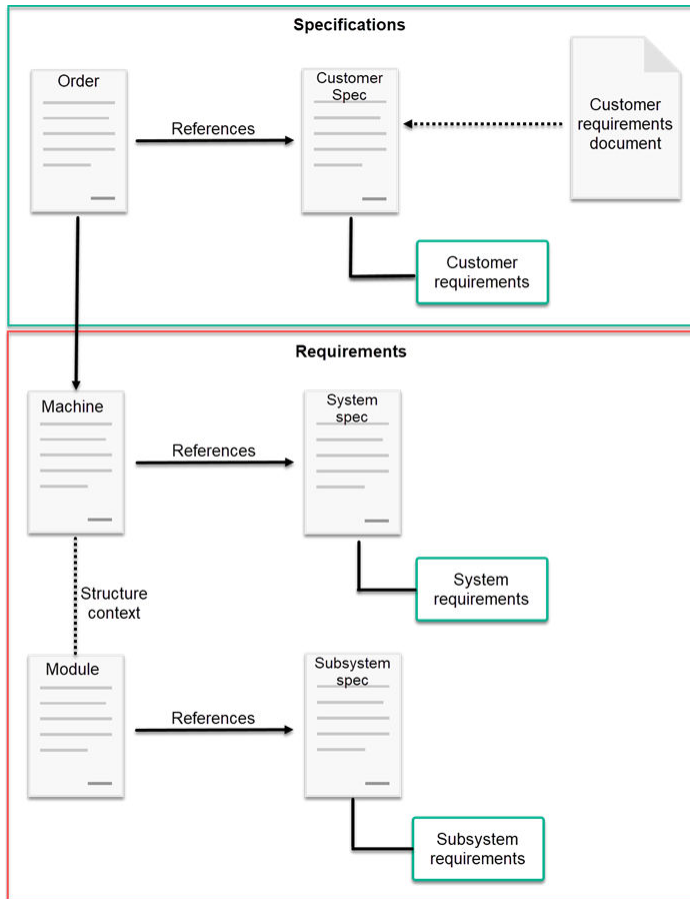 Specifications
Order
References
Customer
Spec
Customer
requirements
document
Customer
requirements
Requirements
Machine
References
System
spec
System
requirements
Structure
context
Module
References
Subsystem
spec
Subsystem
requirements